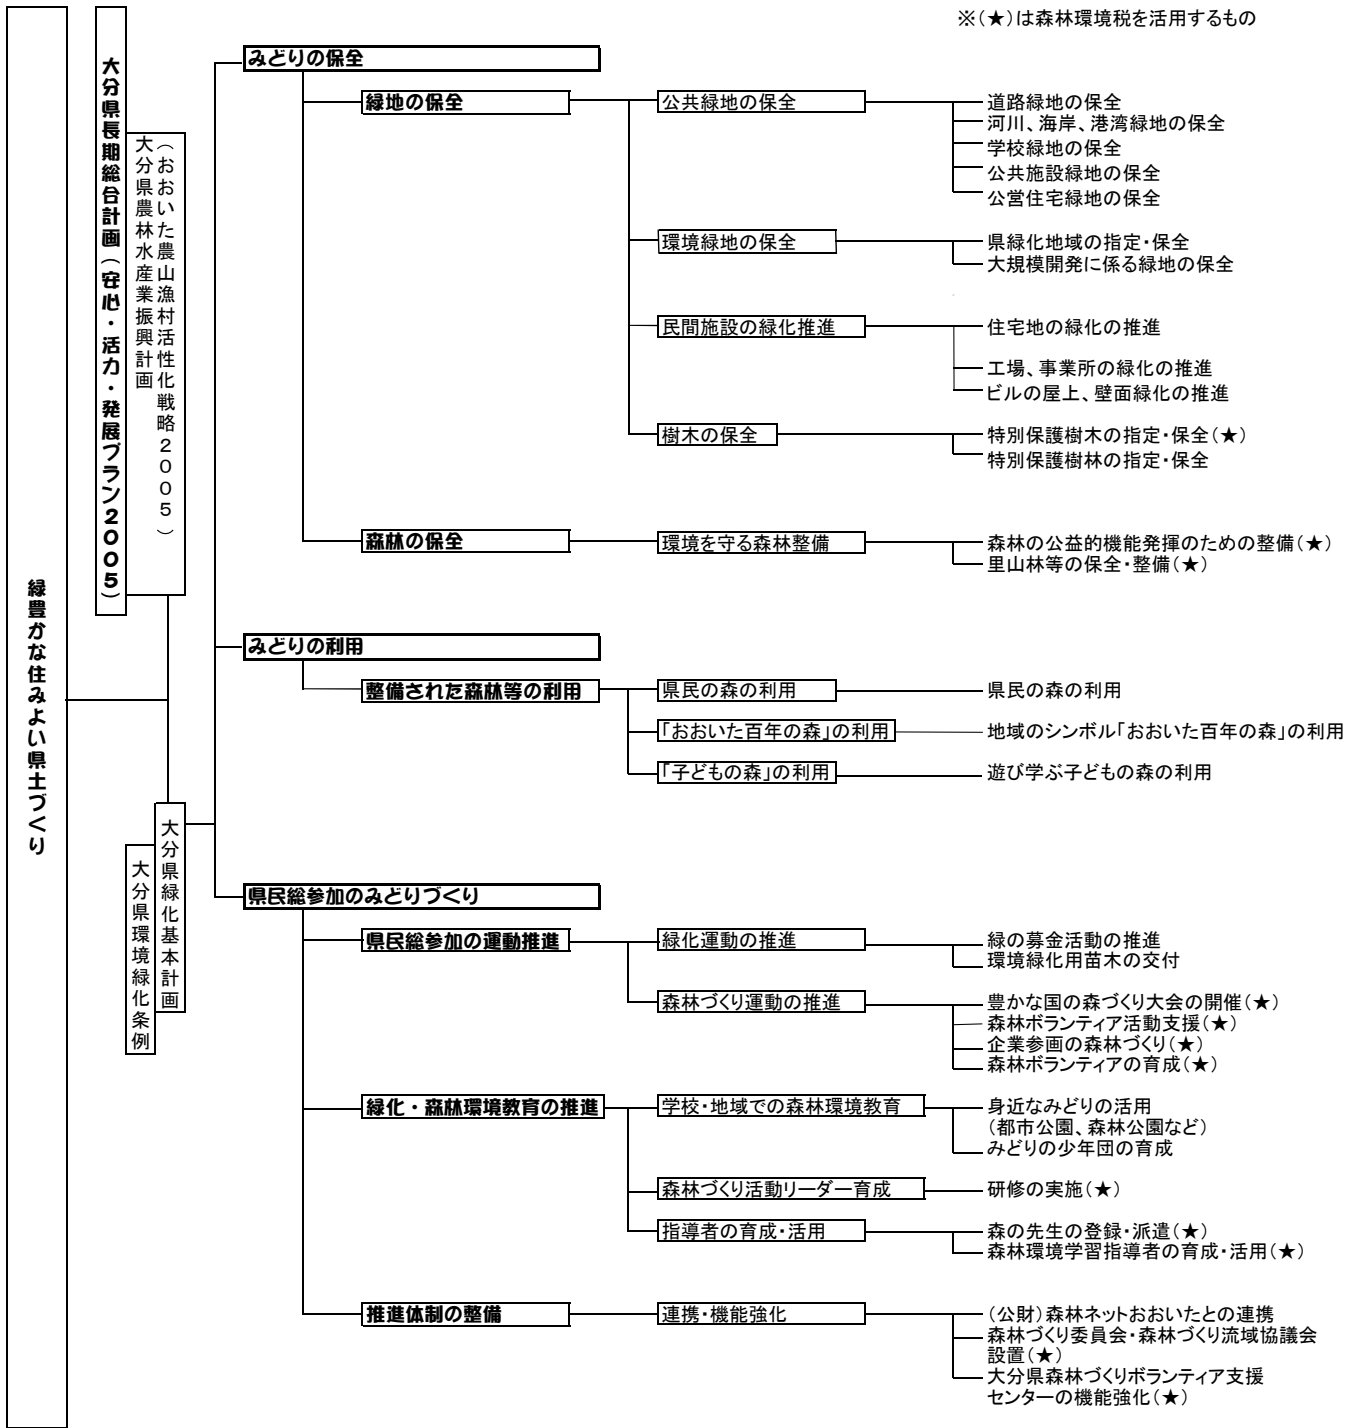 ※(★)は森林環境税を活用するもの
緑豊かな住みよい県土づくり
大分県長期総合計画(安心・活力・発展プラン2005)
(おおいた農山漁村活性化戦略2005)
大分県農林水産業振興計画
大分県緑化基本計画
大分県環境緑化条例
みどりの保全
緑地の保全
公共緑地の保全
道路緑地の保全
河川、海岸、港湾緑地の保全
学校緑地の保全
公共施設緑地の保全
公営住宅緑地の保全
環境緑地の保全
県緑化地域の指定・保全
大規模開発に係る緑地の保全
民間施設の緑化推進
住宅地の緑化の推進
工場、事業所の緑化の推進
ビルの屋上、壁面緑化の推進
樹木の保全
特別保護樹木の指定・保全(★)
特別保護樹林の指定・保全
森林の保全
環境を守る森林整備
森林の公益的機能発揮のための整備(★)
里山林等の保全・整備(★)
みどりの利用
整備された森林等の利用
県民の森の利用
県民の森の利用
「おおいた百年の森」の利用
地域のシンボル「おおいた百年の森」の利用
「子どもの森」の利用
遊び学ぶ子どもの森の利用
県民総参加のみどりづくり
県民総参加の運動推進
緑化運動の推進
緑の募金活動の推進
環境緑化用苗木の交付
森林づくり運動の推進
豊かな国の森づくり大会の開催(★)
森林ボランティア活動支援(★)
企業参画の森林づくり(★)
森林ボランティアの育成(★)
緑化・森林環境教育の推進
学校・地域での森林環境教育
身近なみどりの活用
(都市公園、森林公園など)
みどりの少年団の育成
森林づくり活動リーダー育成
研修の実施(★)
指導者の育成・活用
森の先生の登録・派遣(★)
森林環境学習指導者の育成・活用(★)
推進体制の整備
連携・機能強化
(公財)森林ネットおおいたとの連携
森林づくり委員会・森林づくり流域協議会
設置(★)
大分県森林づくりボランティア支援
センターの機能強化(★)